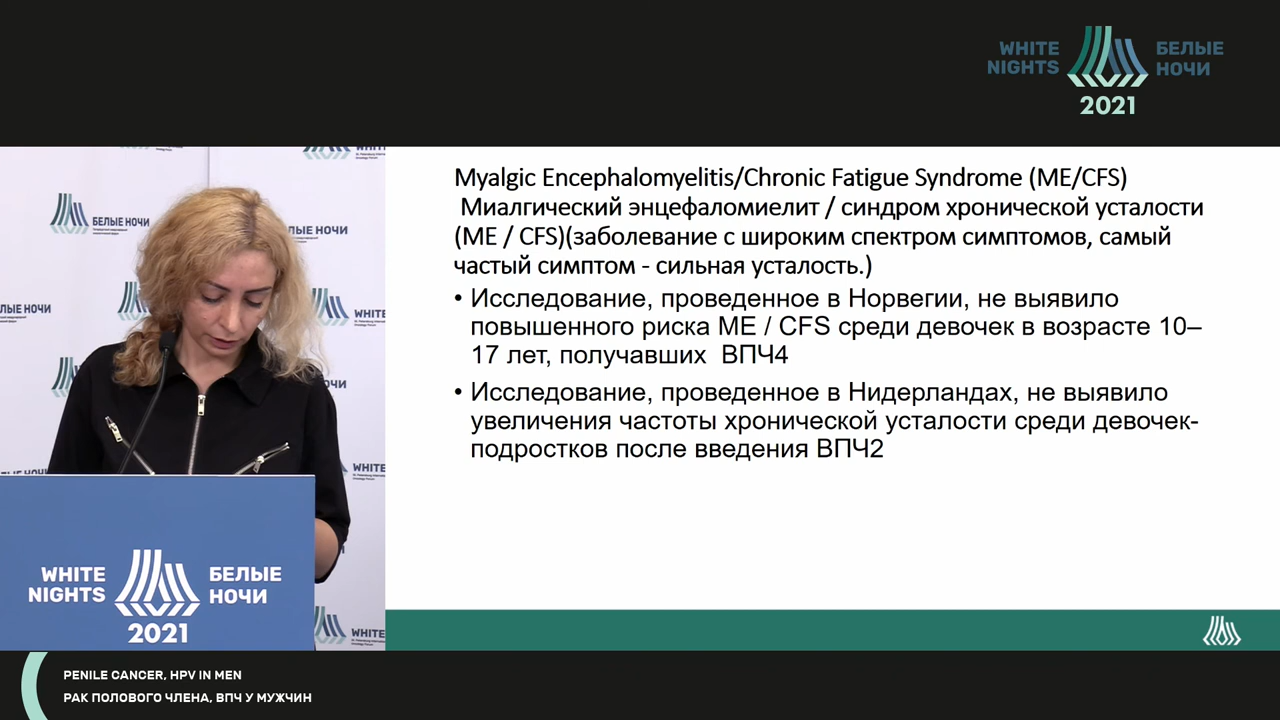 WHITE
NIGHTS
БЕЛЫЕ
НОЧИ
2021
Myalgic Encephalomyelitis/Chronic Fatigue Syndrome (ME/CFS)
Миалгический энцефаломиелит / синдром хронической усталости
(ME / CFS)(заболевание с широким спектром симптомов, самый
частый симптом - сильная усталость.)
• Исследование, проведенное в Норвегии, не выявило
повышенного риска ME / CFS среди девочек в возрасте 10–
17 лет, получавших ВПЧ4
• Исследование, проведенное в Нидерландах, не выявило
увеличения частоты хронической усталости среди девочек-
подростков после введения ВПЧ2
БЕЛЫЕ НОЧИ
WHITE
NIGHTS
БЕЛЫЕ
НОЧИ
2021
PENILE CANCER, HPV IN MEN
РАК ПОЛОВОГО ЧЛЕНА, ВПЧ У МУЖЧИН